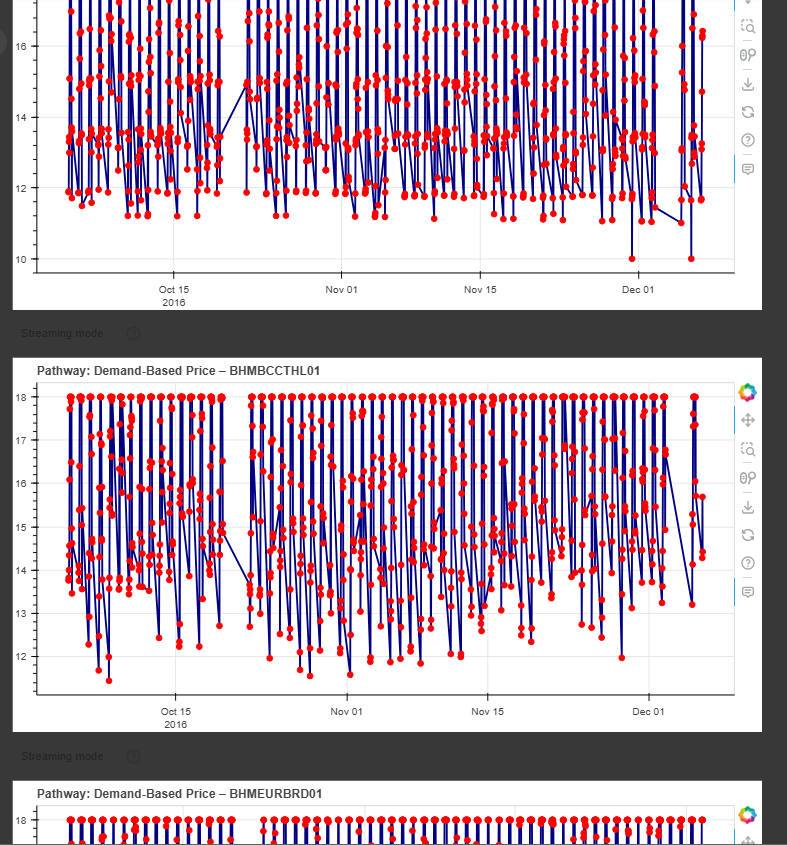 16
14
12
10
Oct 15
2016
Nov 01
Nov 15
Dec 01
Streaming mode ?
Pathway: Demand-Based Price – BHMBCCTHL01
18
17
16
15
14
13
12
Oct 15
2016
Nov 01
Nov 15
Dec 01
Streaming mode ?
Pathway: Demand-Based Price – BHMEURBRD01
18